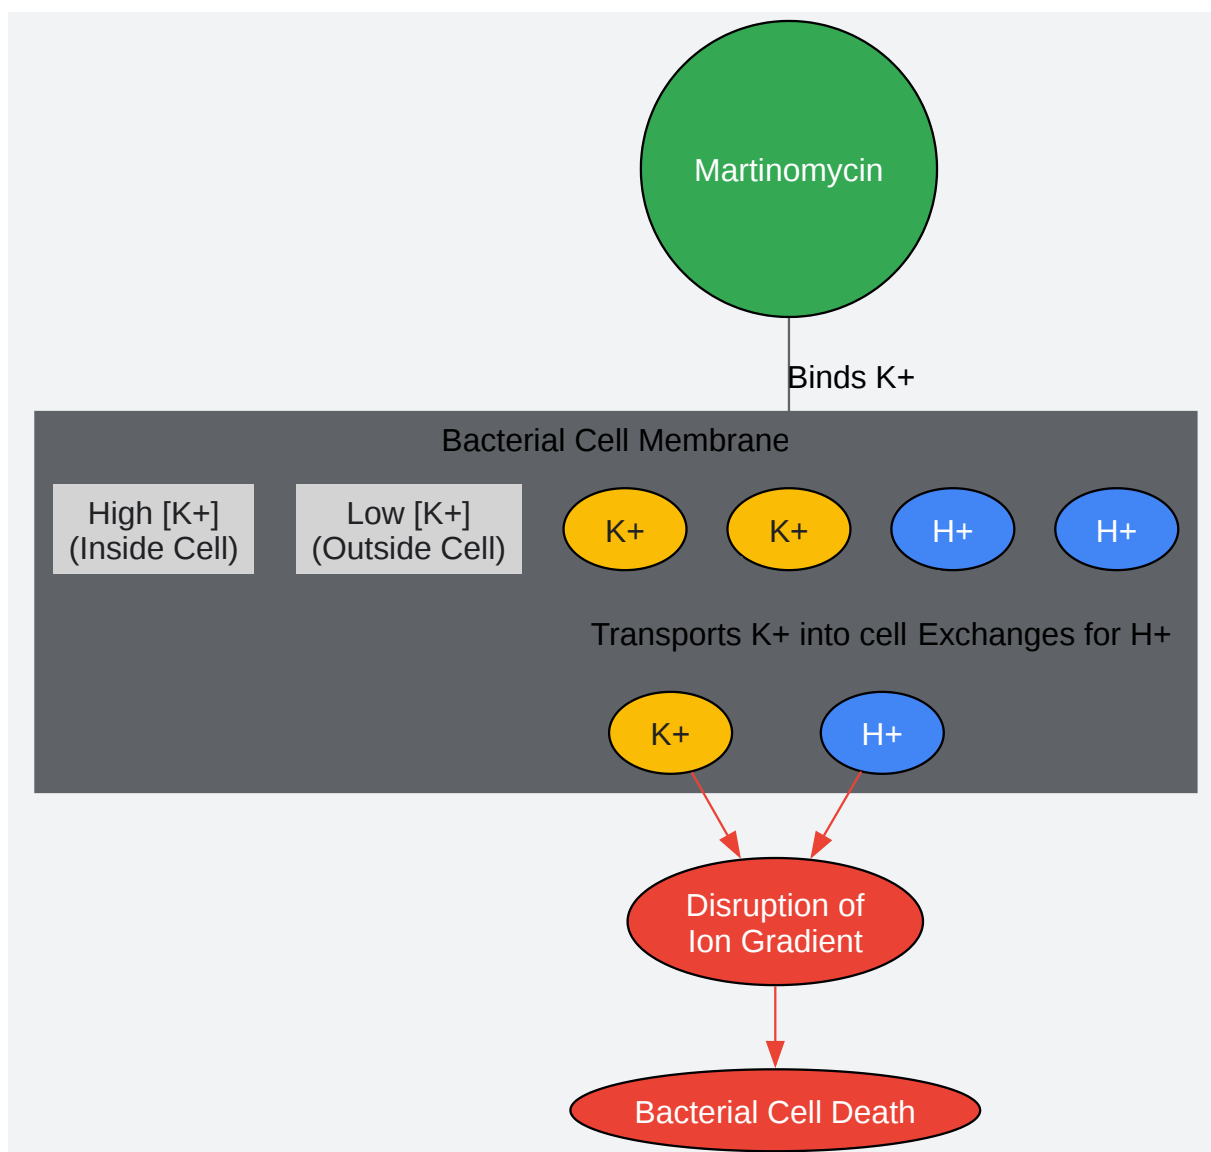 Martinomycin
Binds K+
Bacterial Cell Membrane
High [K+]
(Inside Cell)
Low [K+]
(Outside Cell)
K+
K+
H+
H+
Transports K+ into cell
Exchanges for H+
K+
H+
Disruption of
Ion Gradient
Bacterial Cell Death